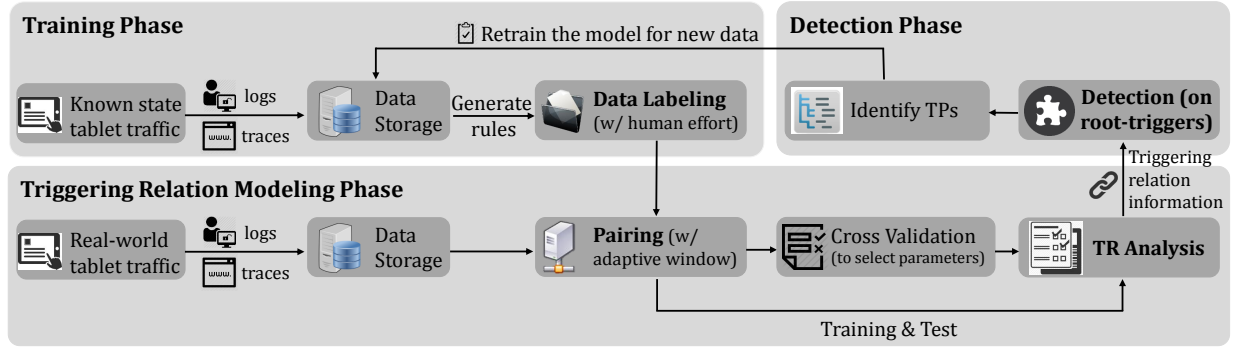 Training Phase
Detection Phase
Retrain the model for new data
Known state
tablet traffic
logs
www.
traces
Data
Storage
Generate
rules
Data Labeling
(w/ human effort)
Identify TPs
Detection (on
root-triggers)
Triggering
relation
information
Triggering Relation Modeling Phase
Real-world
tablet traffic
logs
www.
traces
Data
Storage
Pairing (w/
adaptive window)
Cross Validation
(to select parameters)
TR Analysis
Training & Test